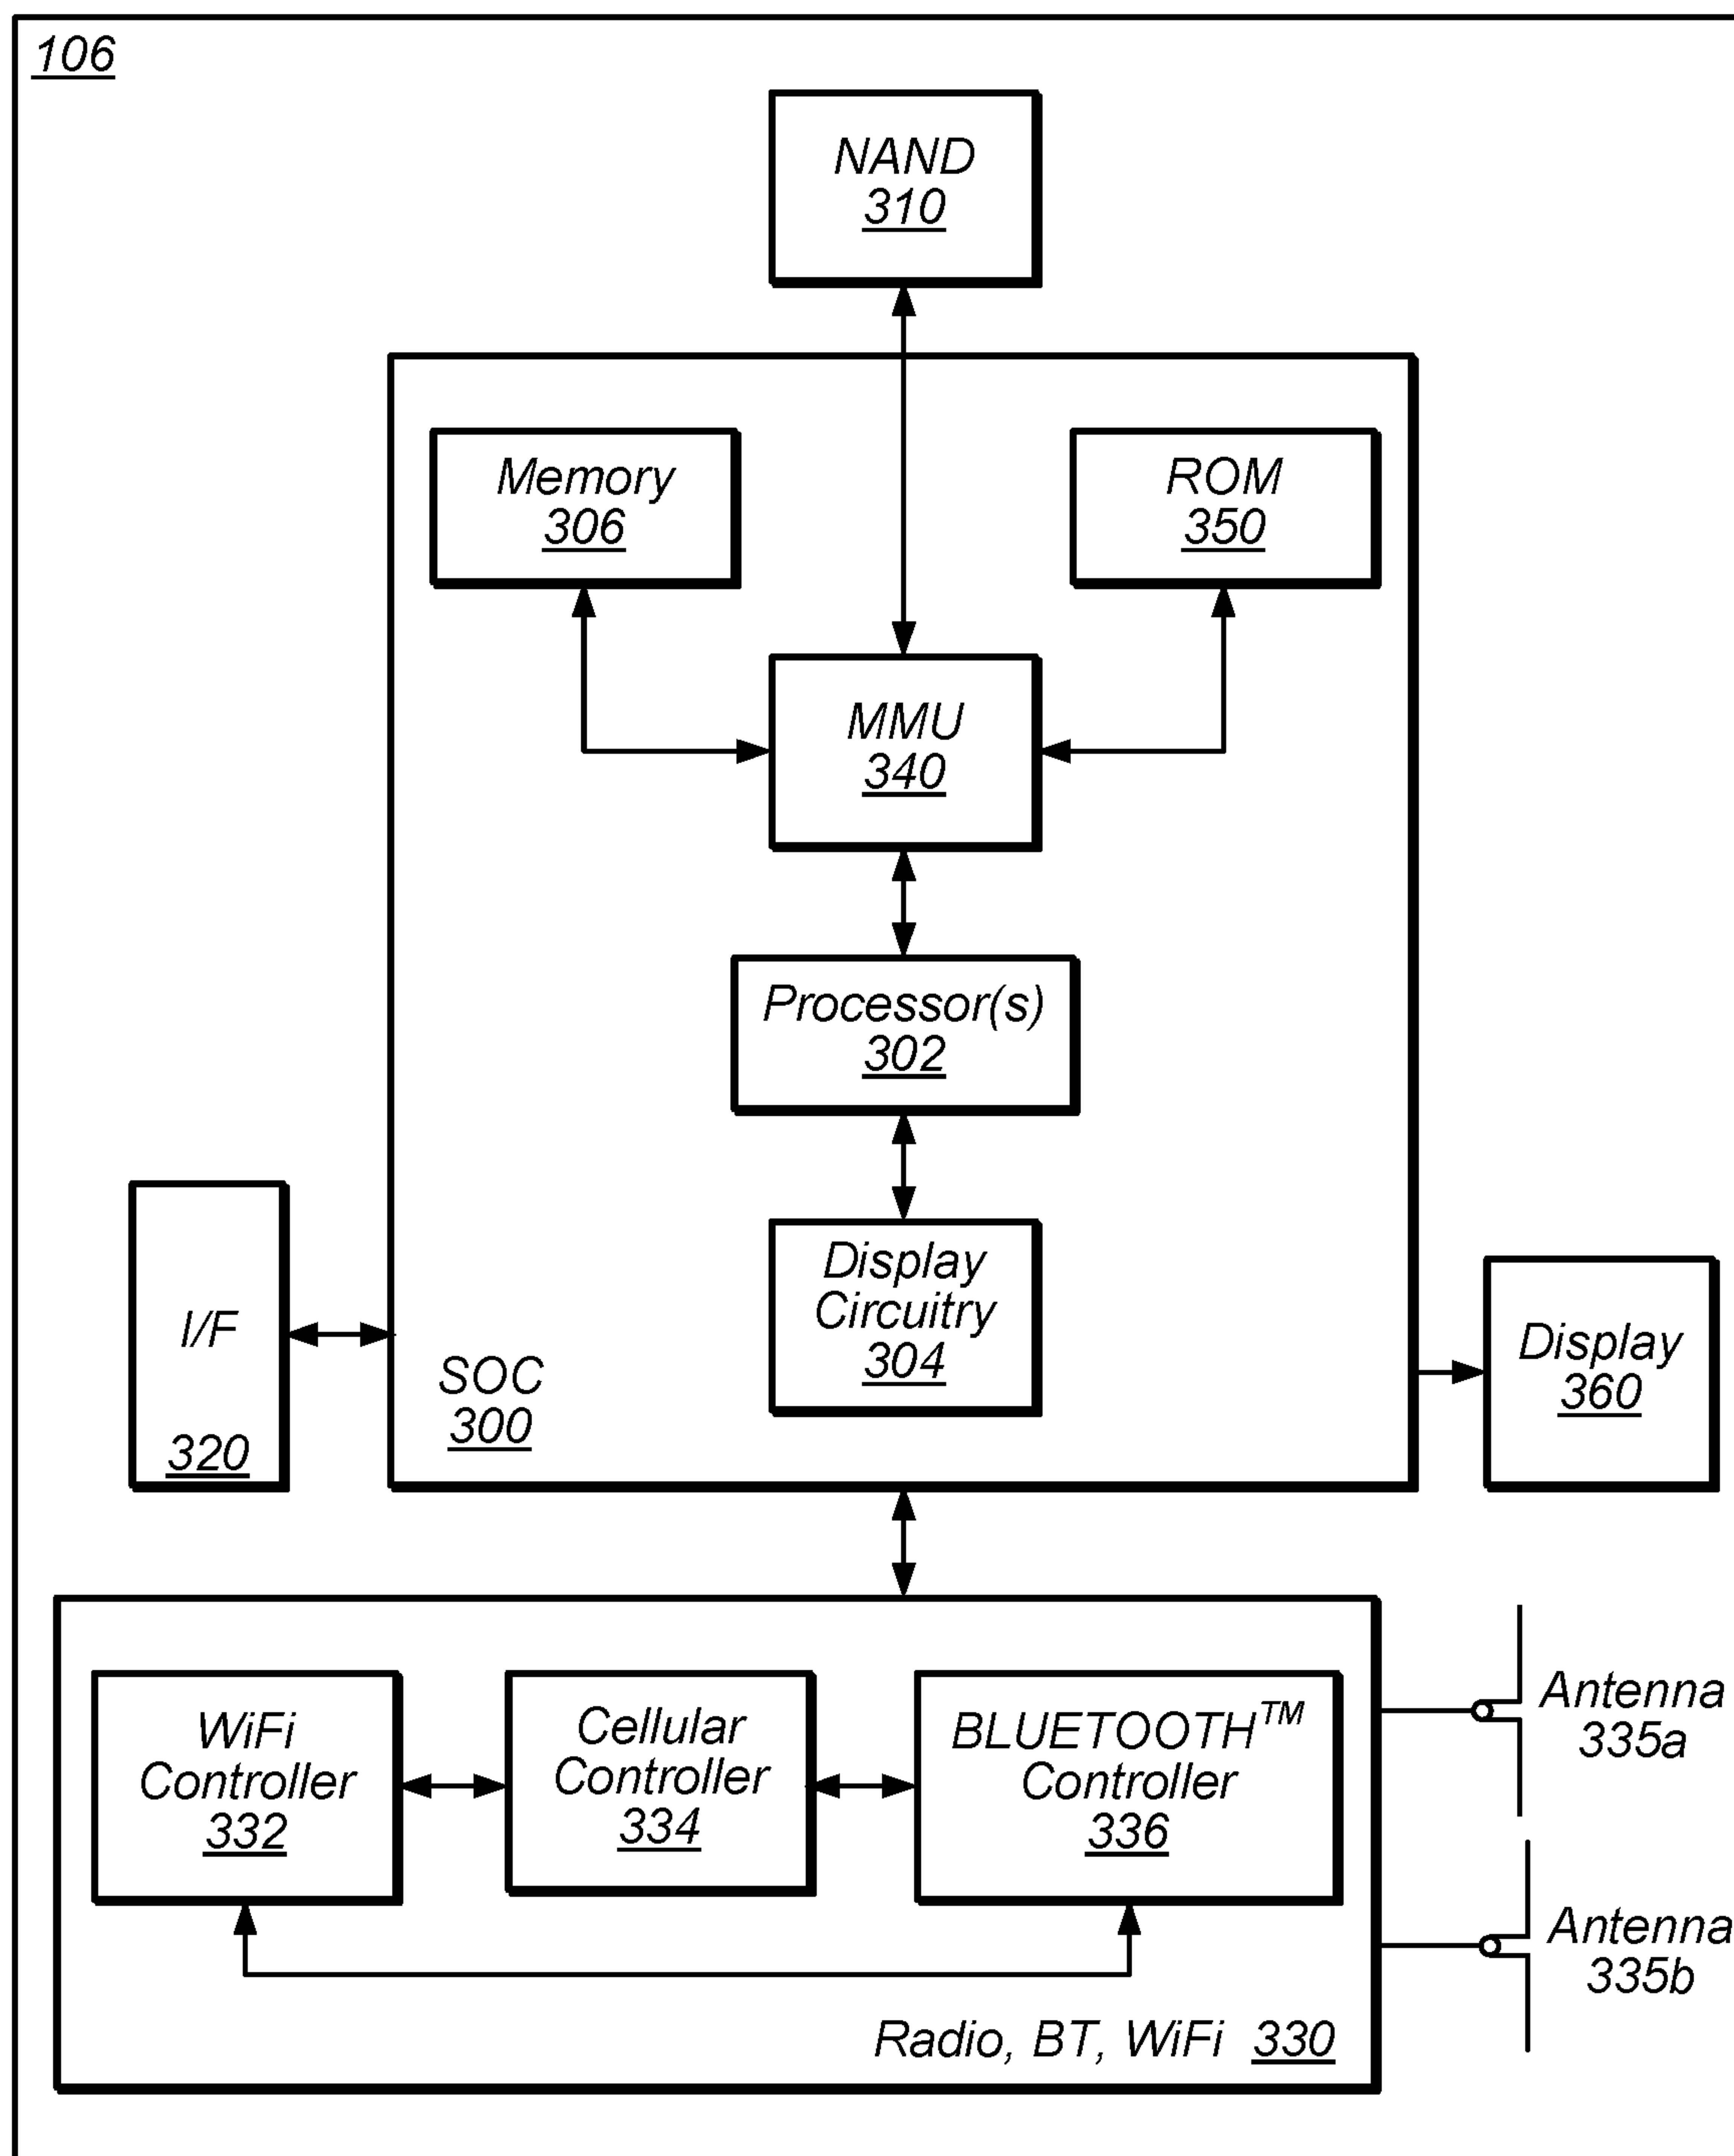 106
NAND
310
Memory
306
ROM
350
MMU
340
Processor(s)
302
Display
Circuitry
304
I/F
320
SOC
300
Display
360
WiFi
Controller
332
Cellular
Controller
334
BLUETOOTH™
Controller
336
Antenna
335a
Antenna
335b
Radio, BT, WiFi 330